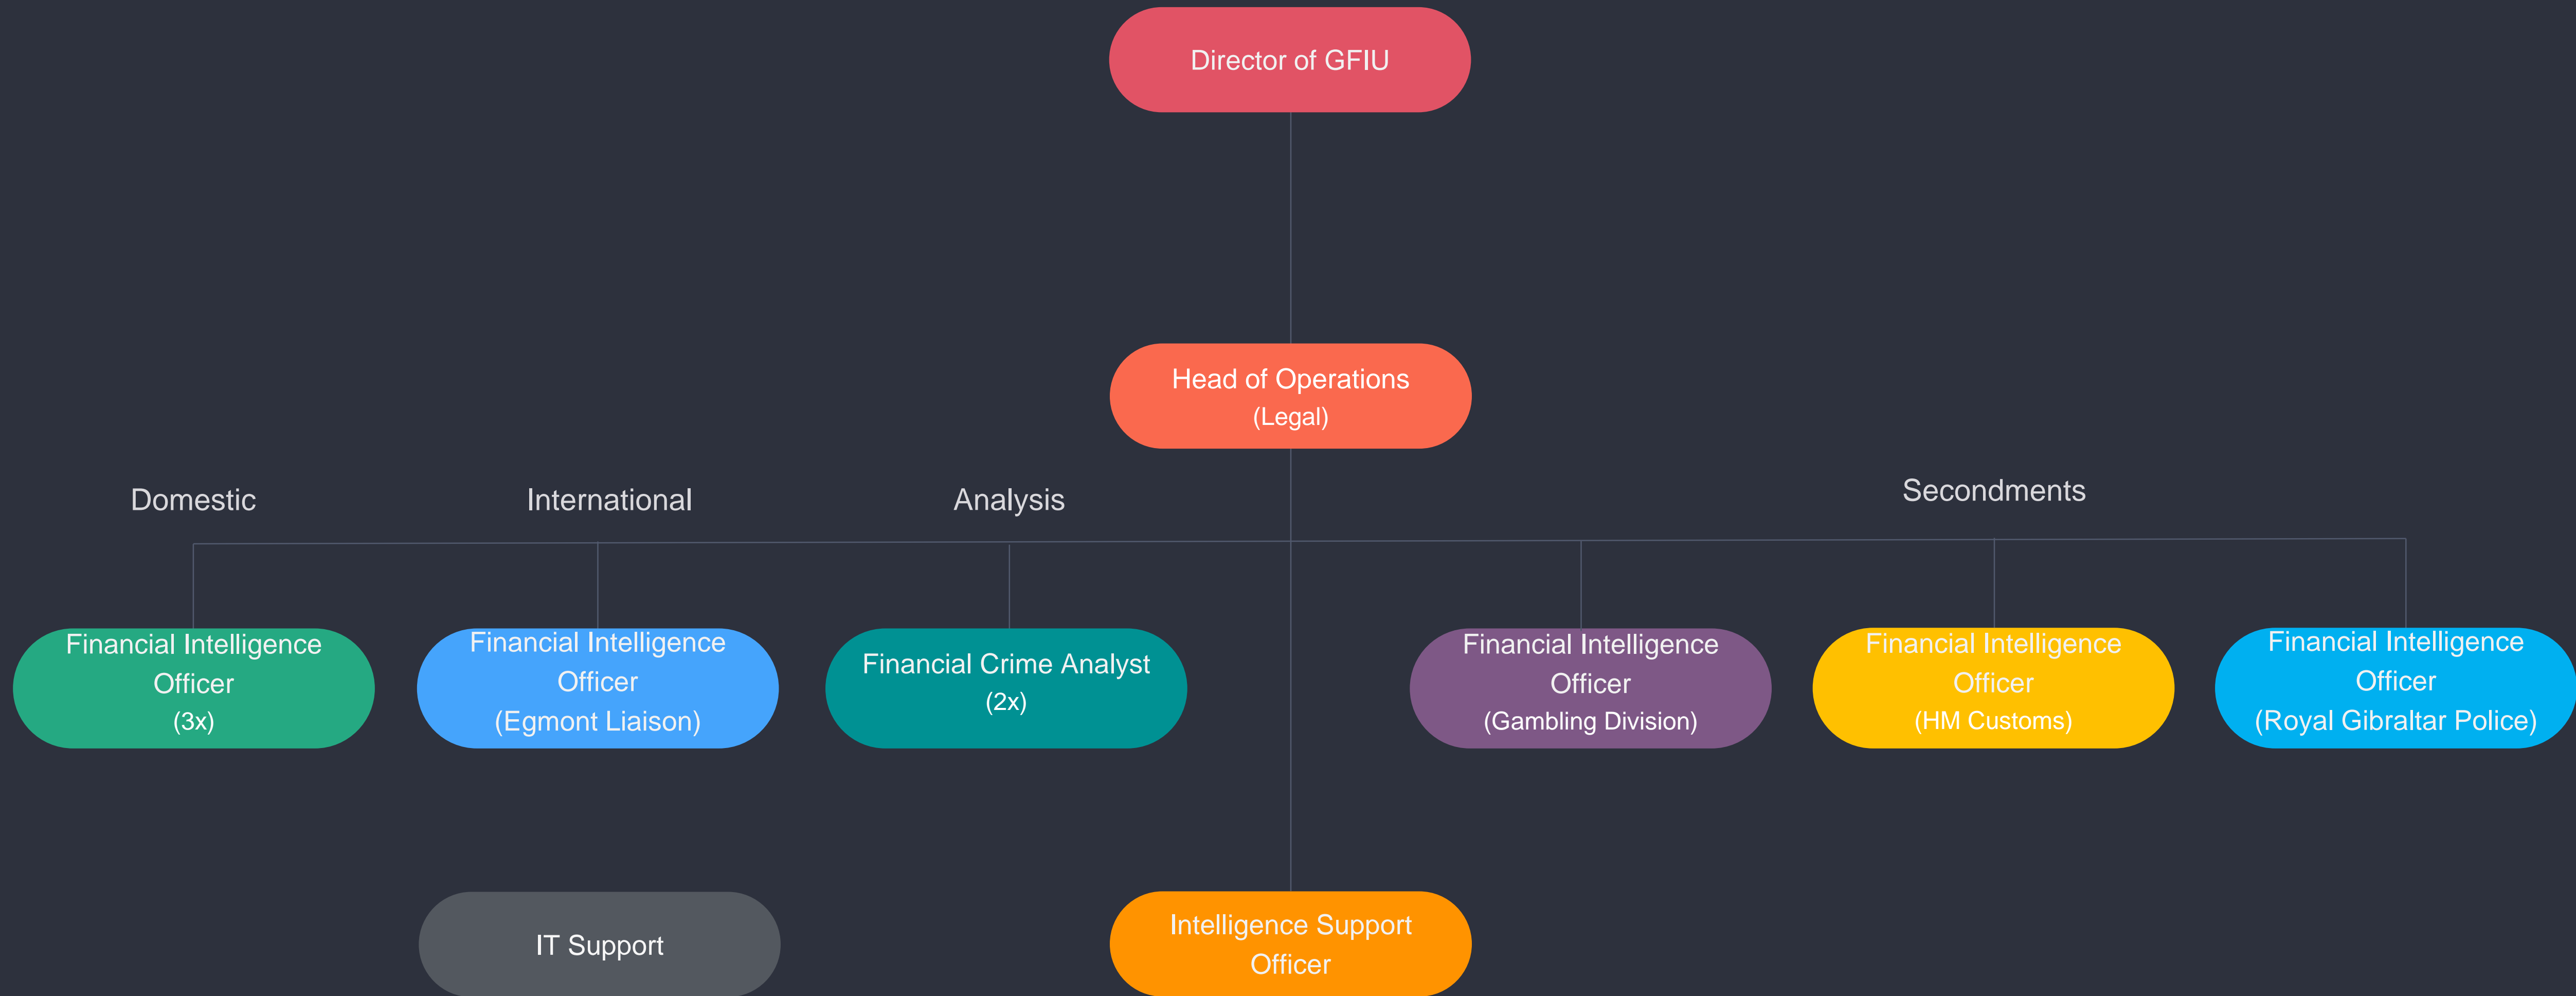 Director of GFIU
Head of Operations
(Legal)
Domestic
International
Analysis
Secondments
Financial Intelligence
Officer
(3x)
Financial Intelligence
Officer
(Egmont Liaison)
Financial Crime Analyst
(2x)
Financial Intelligence
Officer
(Gambling Division)
Financial Intelligence
Officer
(HM Customs)
Financial Intelligence
Officer
(Royal Gibraltar Police)
IT Support
Intelligence Support
Officer